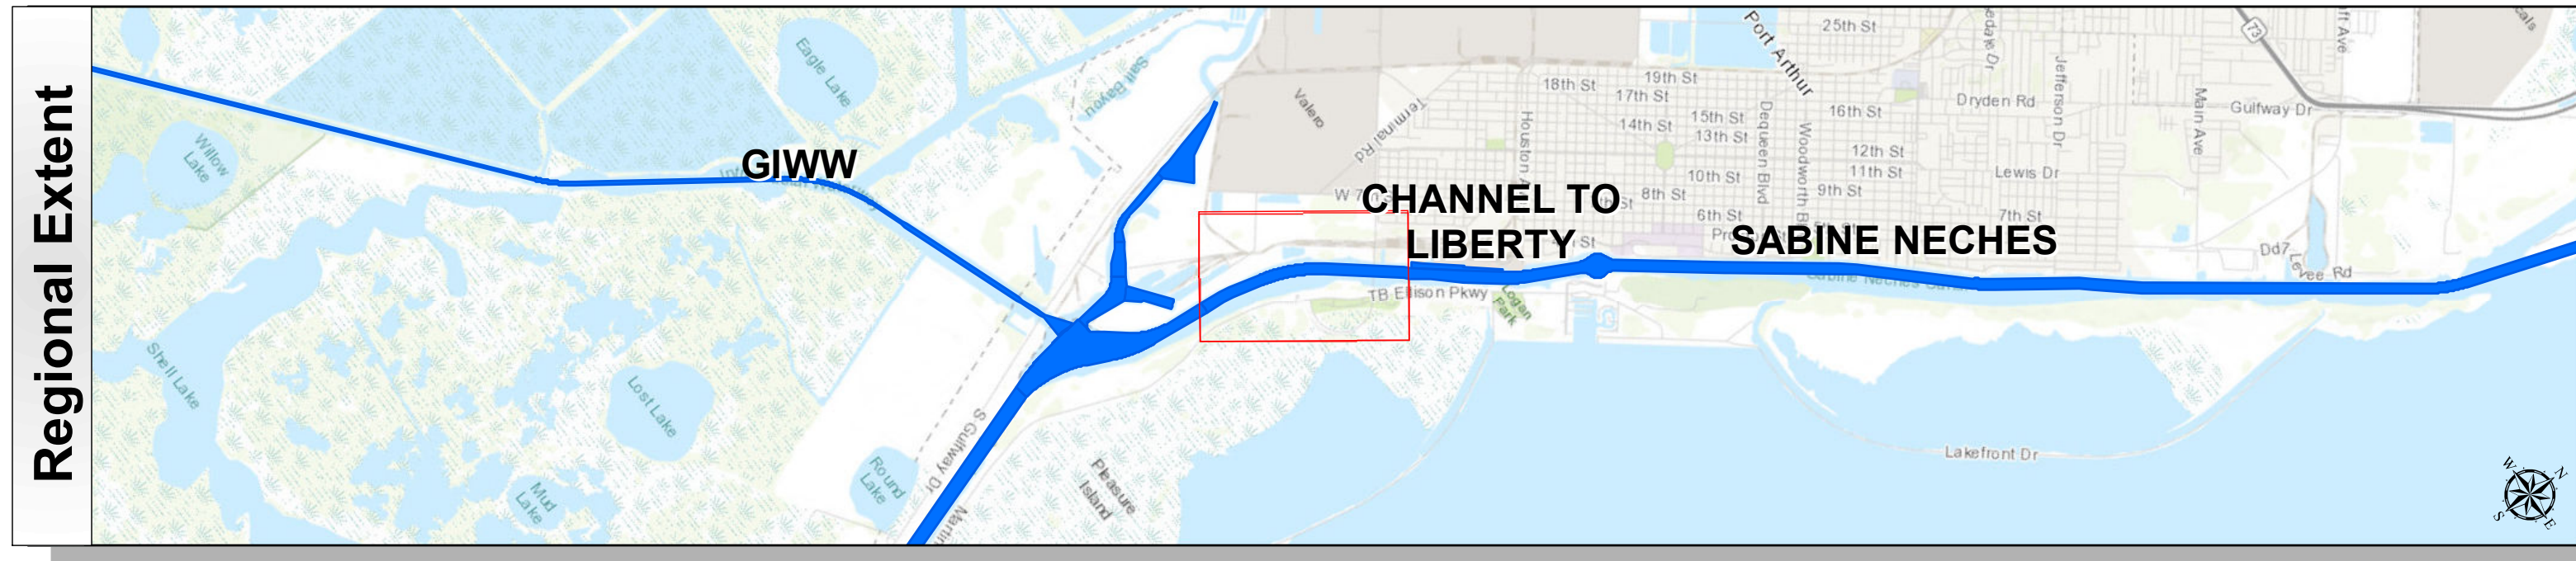 Regional Extent
GIWW
CHANNEL TO
LIBERTY
SABINE NECHES
Eagle Lake
Willow
Lake
Shell Lake
Lost Lake
Mud
Lake
Round
Lake
Salt Bayou
S Gulfway Dr
Pleasure
Island
Valero
Terminal Rd
Port Arthur
25th St
19th St
18th St
17th St
16th St
15th St
14th St
13th St
12th St
11th St
10th St
9th St
8th St
7th St
6th St
Dequeen Blvd
Dryden Rd
Jefferson Dr
Lewis Dr
Main Ave
Gulfway Dr
73
TB Ellison Pkwy
Logan
Park
Dd7
Levee Rd
Lakefront Dr
W
N
S
E